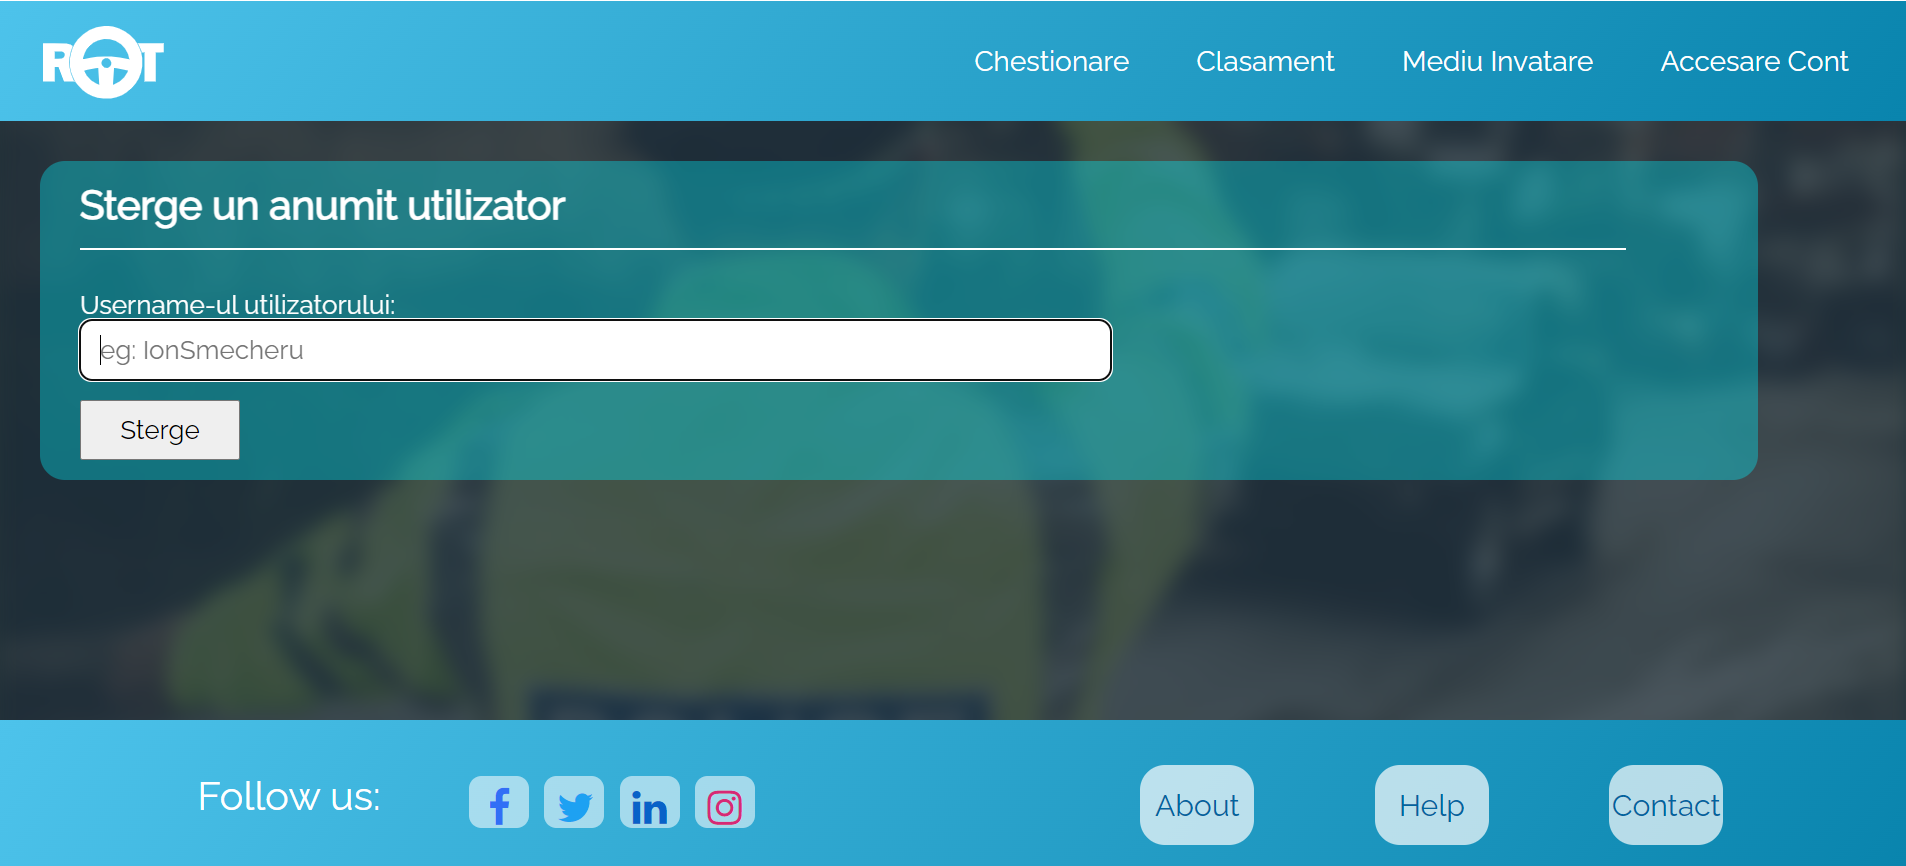 ROT
Chestionare Clasament Mediu Invatare Accesare Cont
Sterge un anumit utilizator
Username-ul utilizatorului:
eg: IonSmecheru
Sterge
Follow us: About Help Contact